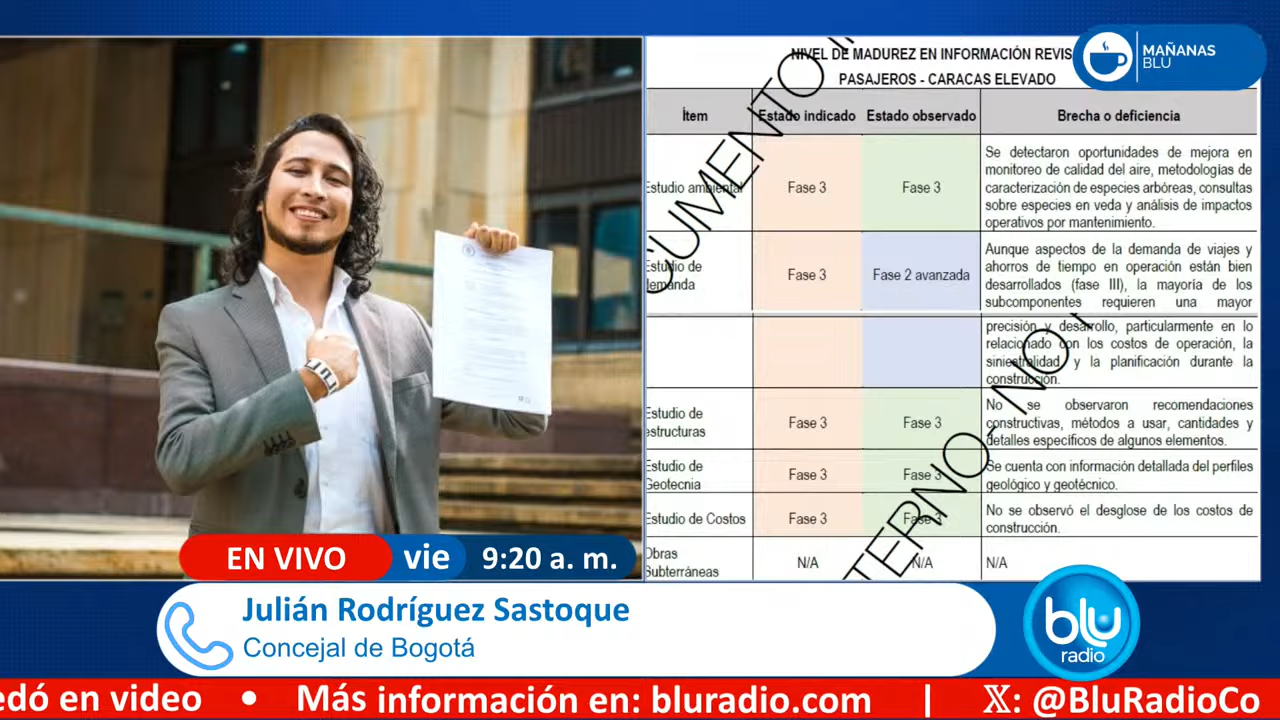 MAÑANAS
BLU
NIVEL DE MADUREZ EN INFORMACIÓN REVIS
PASAJEROS - CARACAS ELEVADO
Ítem
Estado indicado
Estado observado
Brecha o deficiencia
Estudio ambiental
Fase 3
Fase 3
Se detectaron oportunidades de mejora en
monitoreo de calidad del aire, metodologías de
caracterización de especies arbóreas, consultas
sobre especies en veda y análisis de impactos
operativos por mantenimiento.
Estudio de
demanda
Fase 3
Fase 2 avanzada
Aunque aspectos de la demanda de viajes y
ahorros de tiempo en operación están bien
desarrollados (fase III), la mayoría de los
subcomponentes requieren una mayor
precisión y desarrollo, particularmente en lo
relacionado con los costos de operación, la
siniestralidad y la planificación durante la
construcción.
Estudio de
estructuras
Fase 3
Fase 3
No se observaron recomendaciones
constructivas, métodos a usar, cantidades y
detalles específicos de algunos elementos.
Estudio de
Geotecnia
Fase 3
Fase 3
Se cuenta con información detallada del perfiles
geológico y geotécnico.
Estudio de Costos
Fase 3
Fase 3
No se observó el desglose de los costos de
construcción.
Obras
Subterráneas
N/A
N/A
N/A
CUMENTO I
TERNO - NO
EN VIVO
vie
9:20 a. m.
Julián Rodríguez Sastoque
Concejal de Bogotá
blu
radio
edó en video • Más información en: bluradio.com | X: @BluRadioCo